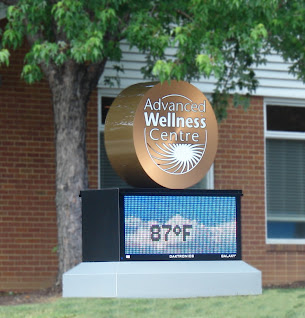 Advanced
Wellness
Centre
87°F
DAKTRONICS GALAXY